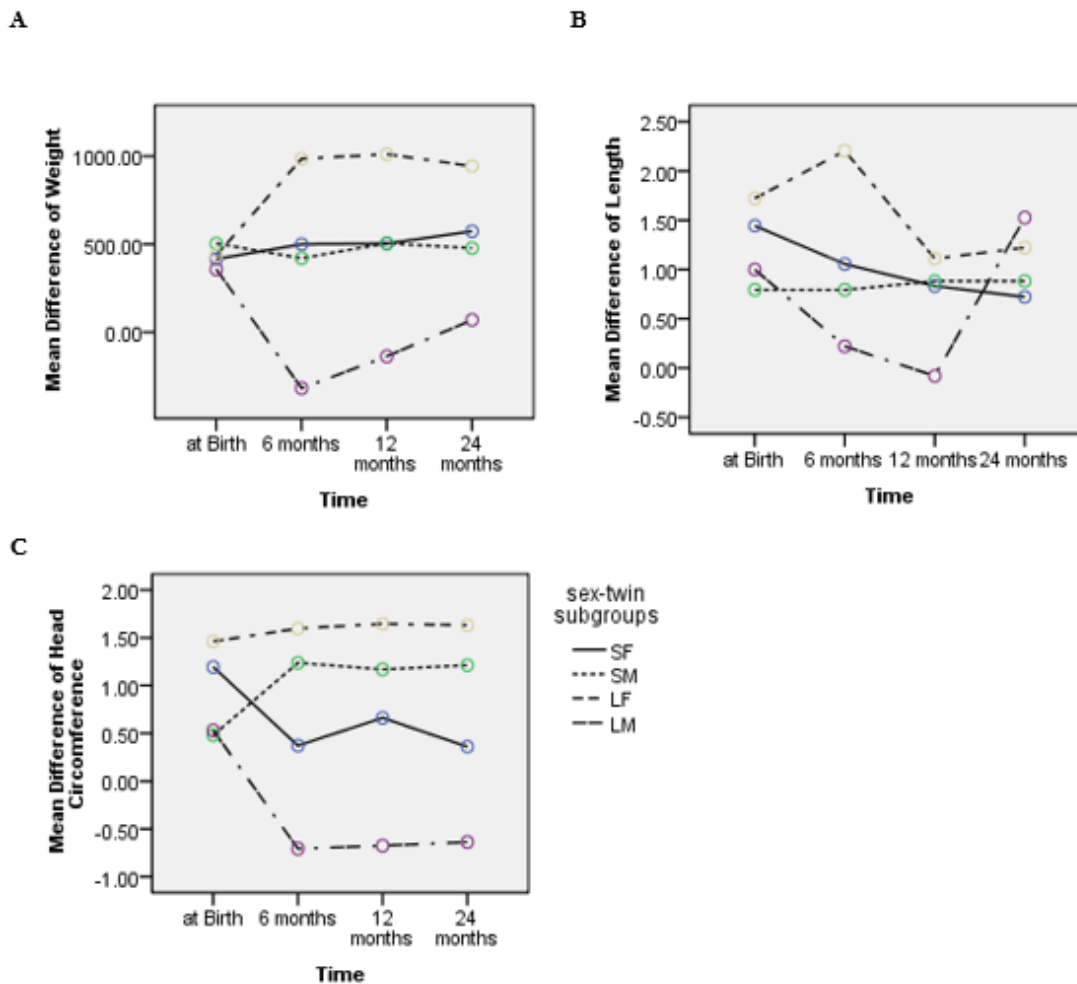 A
B
Mean Difference of Weight
1000.00
500.00
0.00
at Birth
6 months
12
months
24
months
Time
Mean Difference of Length
2.50
2.00
1.50
1.00
0.50
0.00
-0.50
at Birth
6 months
12 months
24 months
Time
C
Mean Difference of Head
Circomference
2.00
1.50
1.00
0.50
0.00
-0.50
-1.00
at Birth
6 months
12
months
24
months
Time
sex-twin
subgroups
SF
SM
LF
LM